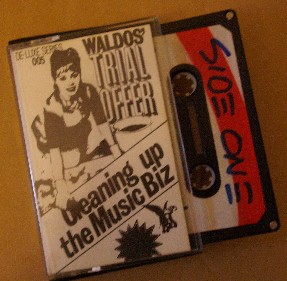 DE-LUXE SERIES
005
WALDOS'
TRIAL
OFFER
Cleaning up
the Music Biz
SIDE ONE